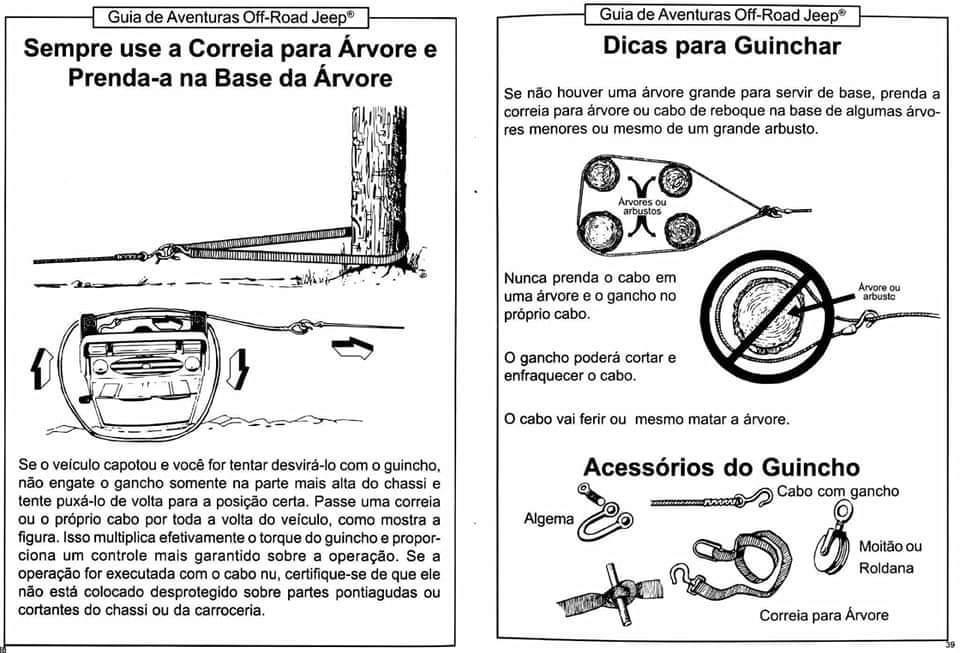 Guia de Aventuras Off-Road Jeep®
Sempre use a Correia para Árvore e
Prenda-a na Base da Árvore
Se o veículo capotou e você for tentar desvirá-lo com o guincho,
não engate o gancho somente na parte mais alta do chassi e
tente puxá-lo de volta para a posição certa. Passe uma correia
ou o próprio cabo por toda a volta do veículo, como mostra a
figura. Isso multiplica efetivamente o torque do guincho e propor-
ciona um controle mais garantido sobre a operação. Se a
operação for executada com o cabo nu, certifique-se de que ele
não está colocado desprotegido sobre partes pontiagudas ou
cortantes do chassi ou da carroceria.
Guia de Aventuras Off-Road Jeep®
Dicas para Guinchar
Se não houver uma árvore grande para servir de base, prenda a
correia para árvore ou cabo de reboque na base de algumas árvo-
res menores ou mesmo de um grande arbusto.
Árvores ou
arbustos
Nunca prenda o cabo em
uma árvore e o gancho no
próprio cabo.
Árvore ou
arbusto
O gancho poderá cortar e
enfraquecer o cabo.
O cabo vai ferir ou mesmo matar a árvore.
Acessórios do Guincho
Cabo com gancho
Algema
Moitão ou
Roldana
Correia para Árvore
39